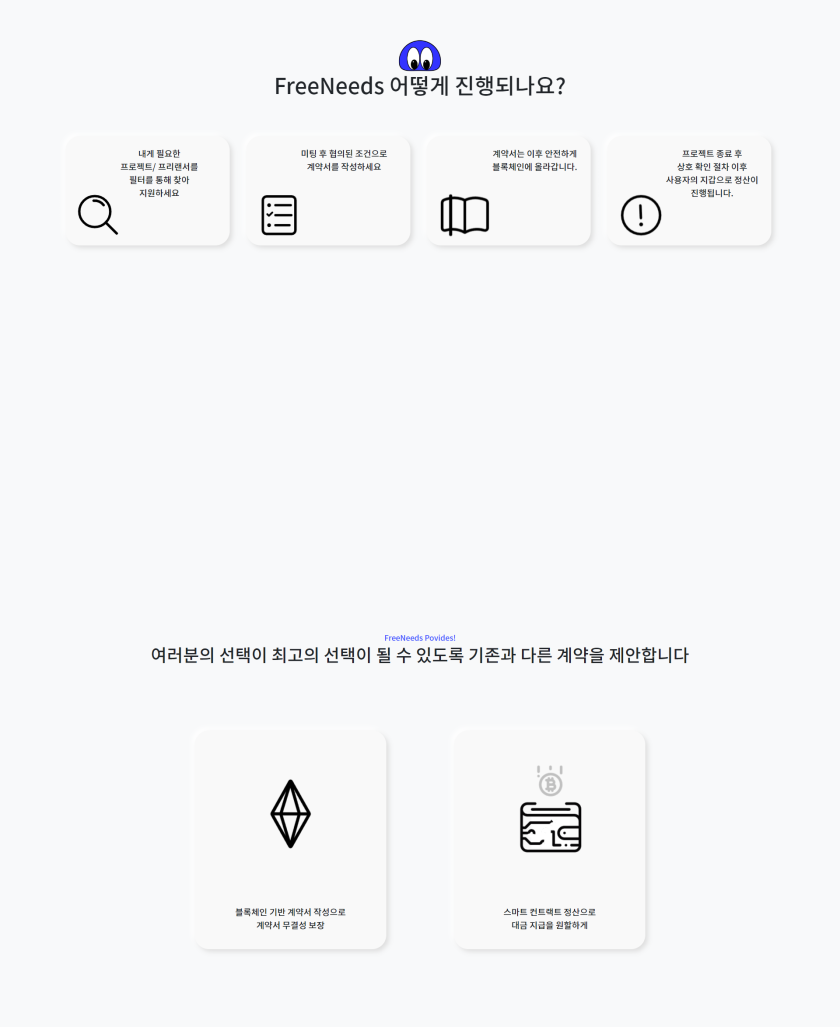 FreeNeeds 어떻게 진행되나요?
내게 필요한
프로젝트/ 프리랜서를
필터를 통해 찾아
지원하세요
미팅 후 협의된 조건으로
계약서를 작성하세요
계약서는 이후 안전하게
블록체인에 올라갑니다.
프로젝트 종료 후
상호 확인 절차 이후
사용자의 지갑으로 정산이
진행됩니다.
FreeNeeds Povides!
여러분의 선택이 최고의 선택이 될 수 있도록 기존과 다른 계약을 제안합니다
블록체인 기반 계약서 작성으로
계약서 무결성 보장
스마트 컨트랙트 정산으로
대금 지급을 원할하게